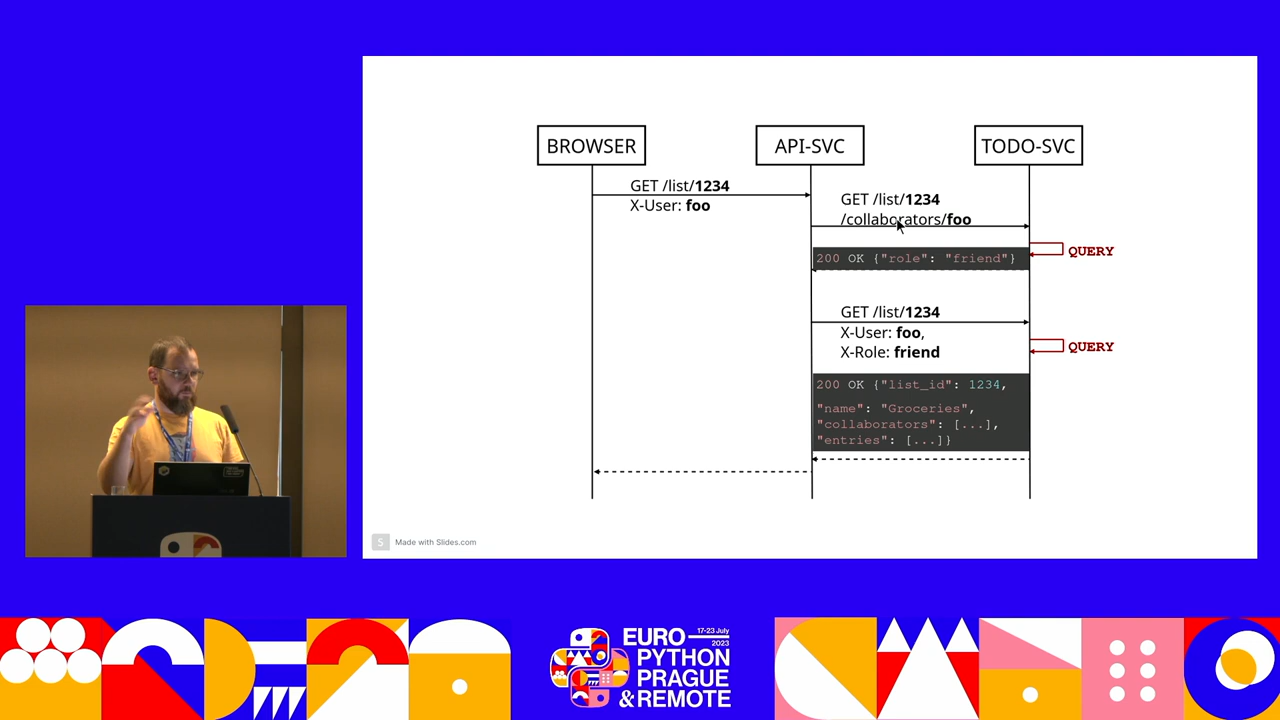 BROWSER
API-SVC
TODO-SVC
GET /list/1234
X-User: foo
GET /list/1234
/collaborators/foo
QUERY
200 OK {"role": "friend"}
GET /list/1234
X-User: foo,
X-Role: friend
QUERY
200 OK {"list_id": 1234,
"name": "Groceries",
"collaborators": [...],
"entries": [...]}
S
Made with Slides.com
17-23 July
2023
EURO
PYTHON
PRAGUE
& REMOTE